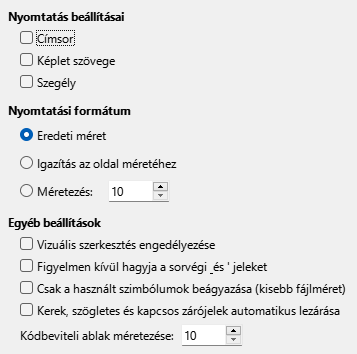 Nyomtatás beállításai
Címsor
Képlet szövege
Szegély
Nyomtatási formátum
Eredeti méret
Igazítás az oldal méretéhez
Méretezés: 10
Egyéb beállítások
Vizuális szerkesztés engedélyezése
Figyelmen kívül hagyja a sorvégi _és ' jeleket
Csak a használt szimbólumok beágyazása (kisebb fájlméret)
Kerek, szögletes és kapcsos zárójelek automatikus lezárása
Kódbeviteli ablak méretezése: 10